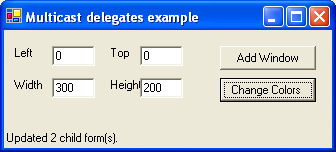 Multicast delegates example
Left 0 Top 0 Add Window
Width 300 Height 200 Change Colors
Updated 2 child form(s).